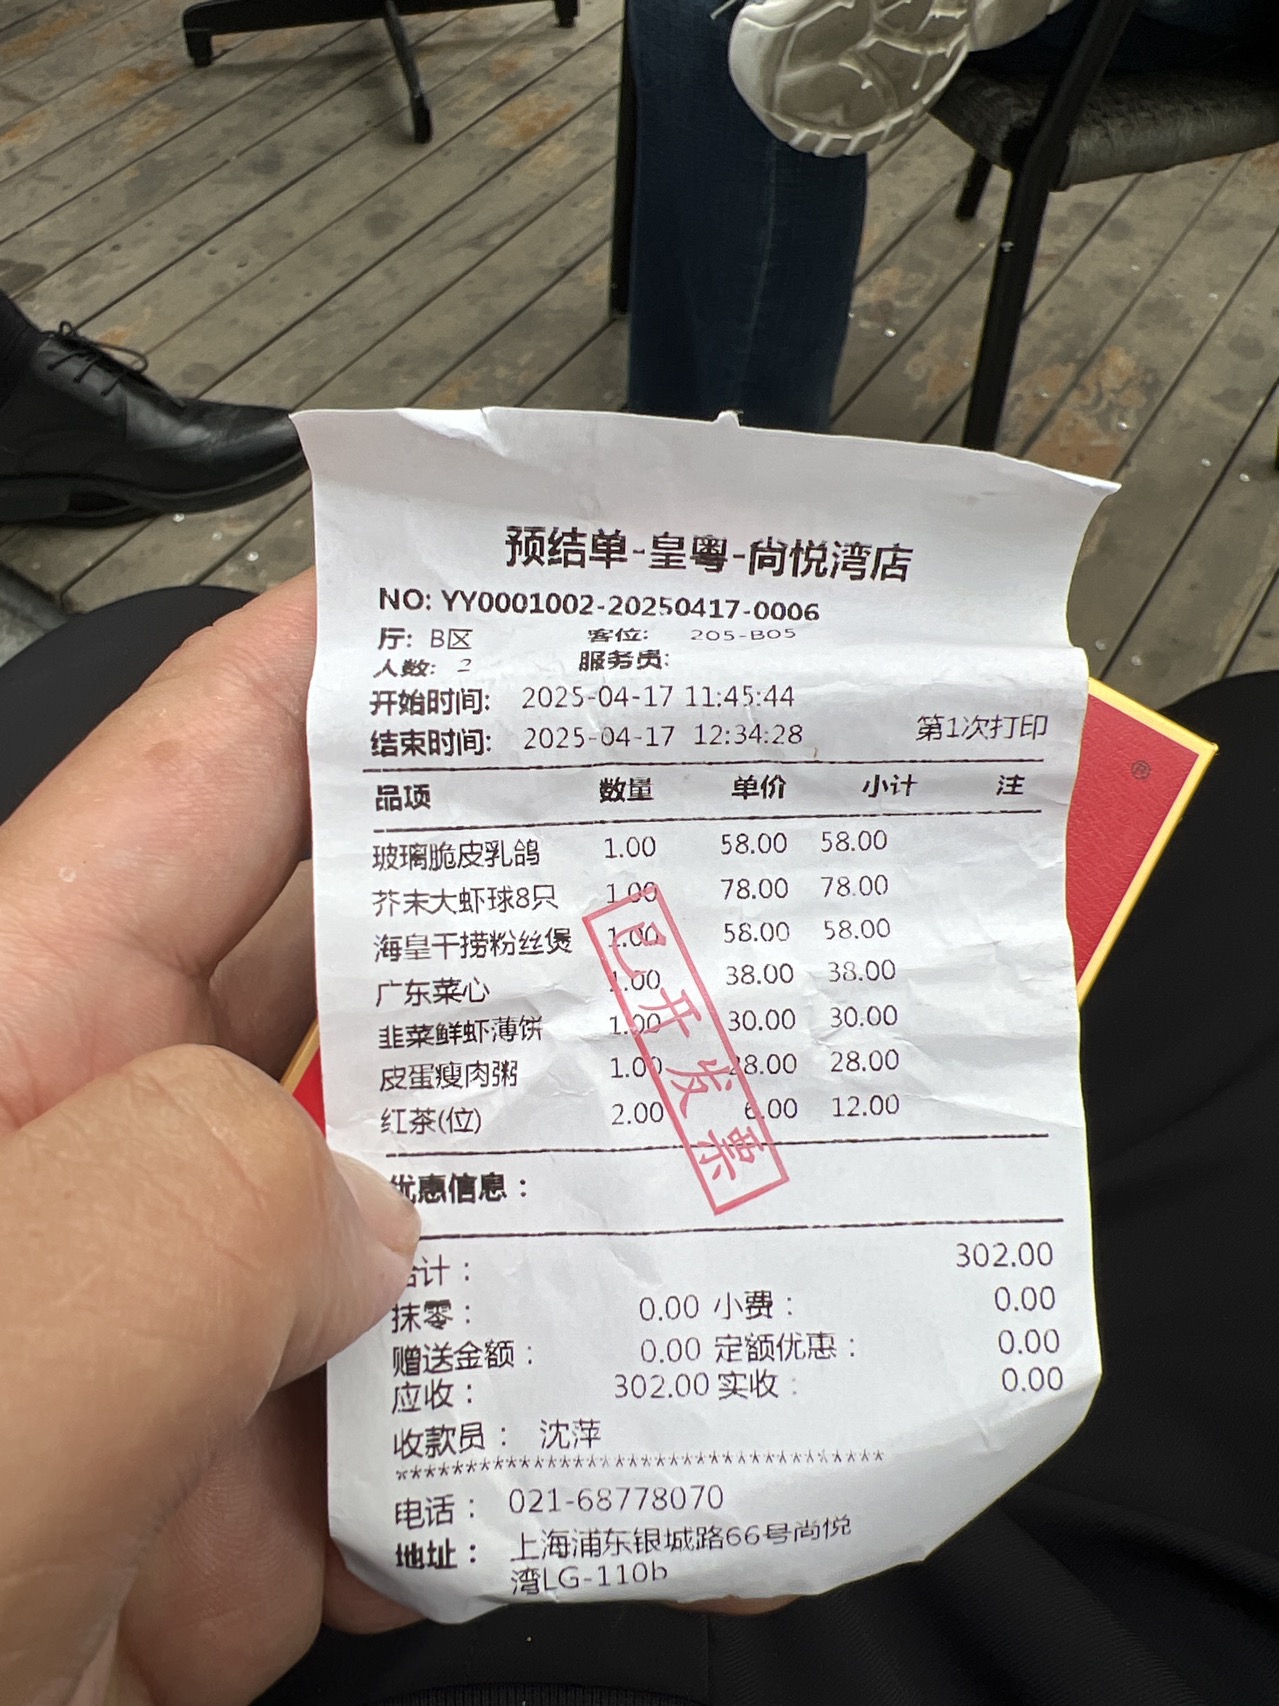 预结单-皇粤-尚悦湾店
NO: YY0001002-20250417-0006
厅: B区 客位: 205-B05
人数: 2 服务员:
开始时间: 2025-04-17 11:45:44
结束时间: 2025-04-17 12:34:28 第1次打印
品项 数量 单价 小计 注
玻璃脆皮乳鸽 1.00 58.00 58.00
芥末大虾球8只 1.00 78.00 78.00
海皇干捞粉丝煲 1.00 58.00 58.00
广东菜心 1.00 38.00 38.00
韭菜鲜虾薄饼 1.00 30.00 30.00
皮蛋瘦肉粥 1.00 28.00 28.00
红茶(位) 2.00 6.00 12.00
已开发票
优惠信息：
合计： 302.00
抹零： 0.00 小费： 0.00
赠送金额： 0.00 定额优惠： 0.00
应收： 302.00 实收： 0.00
收款员： 沈萍
***********************************
电话： 021-68778070
地址： 上海浦东银城路66号尚悦
湾LG-110b
®